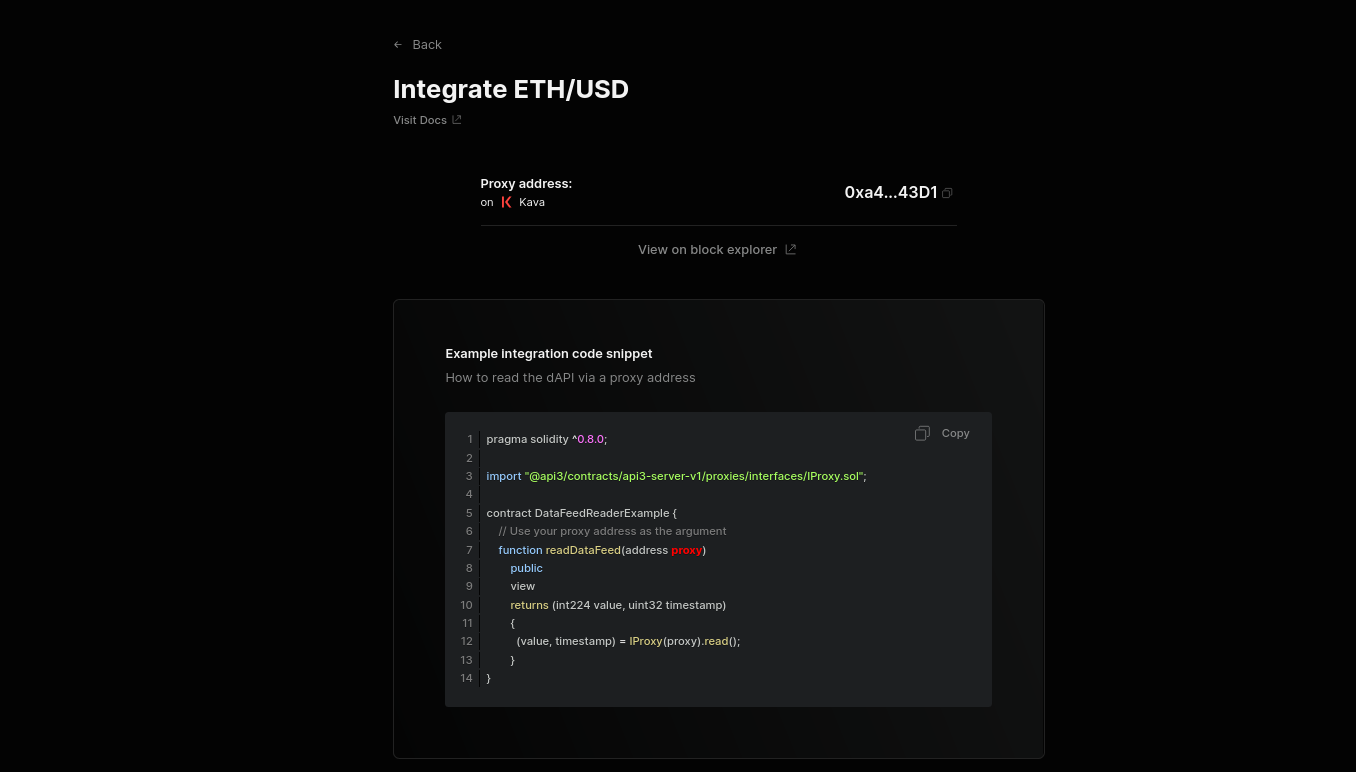 ← Back
Integrate ETH/USD
Visit Docs
Proxy address:
on Kava
0xa4...43D1
View on block explorer
Example integration code snippet
How to read the dAPI via a proxy address
Copy
1 pragma solidity ^0.8.0;
2
3 import "@api3/contracts/api3-server-v1/proxies/interfaces/IProxy.sol";
4
5 contract DataFeedReaderExample {
6 // Use your proxy address as the argument
7 function readDataFeed(address proxy)
8 public
9 view
10 returns (int224 value, uint32 timestamp)
11 {
12 (value, timestamp) = IProxy(proxy).read();
13 }
14 }